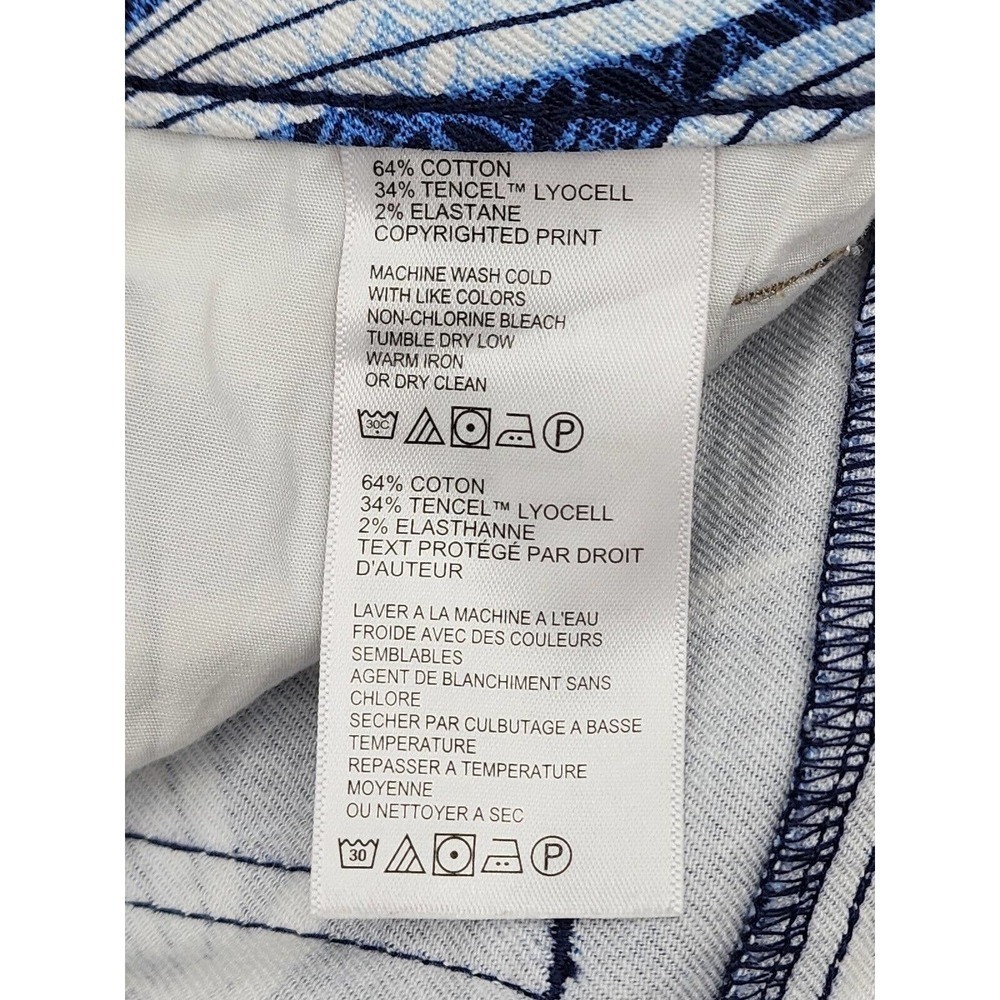 64% COTTON
34% TENCEL™ LYOCELL
2% ELASTANE
COPYRIGHTED PRINT
MACHINE WASH COLD
WITH LIKE COLORS
NON-CHLORINE BLEACH
TUMBLE DRY LOW
WARM IRON
OR DRY CLEAN
30C P
64% COTON
34% TENCEL™ LYOCELL
2% ELASTHANNE
TEXT PROTÉGÉ PAR DROIT
D'AUTEUR
LAVER A LA MACHINE A L'EAU
FROIDE AVEC DES COULEURS
SEMBLABLES
AGENT DE BLANCHIMENT SANS
CHLORE
SECHER PAR CULBUTAGE A BASSE
TEMPERATURE
REPASSER A TEMPERATURE
MOYENNE
OU NETTOYER A SEC
30 P